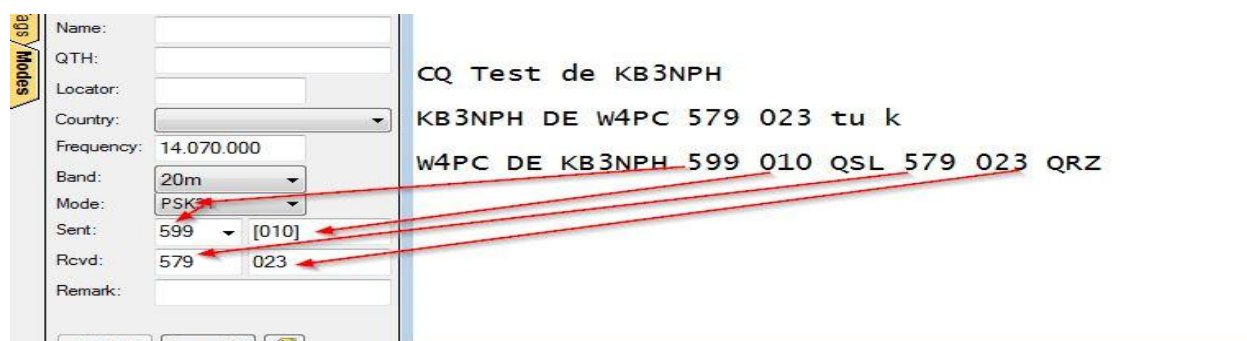 ags
Modes
Name:
QTH:
Locator:
Country:
Frequency: 14.070.000
Band: 20m
Mode:
Sent: 599 [010]
Rcvd: 579 023
Remark:
CQ Test de KB3NPH
KB3NPH DE W4PC 579 023 tu k
W4PC DE KB3NPH 599 010 QSL 579 023 QRZ